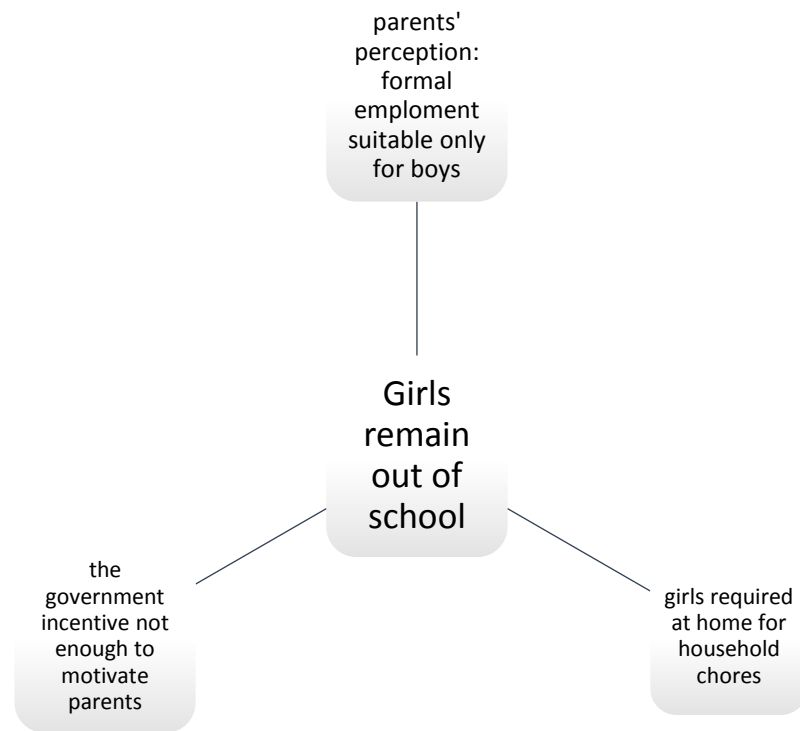 parents'
perception:
formal
emploment
suitable only
for boys
Girls
remain
out of
school
the
government
incentive not
enough to
motivate
parents
girls required
at home for
household
chores